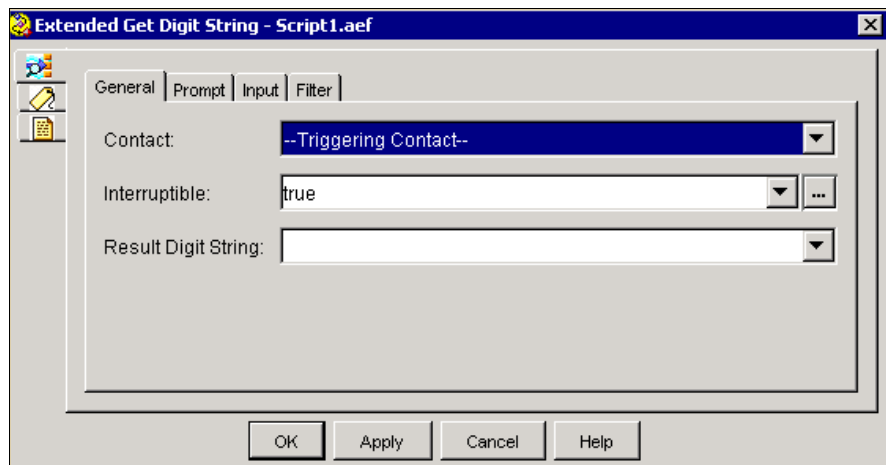 Extended Get Digit String - Script1.aef
General Prompt Input Filter
Contact: --Triggering Contact--
Interruptible: true ...
Result Digit String:
OK Apply Cancel Help